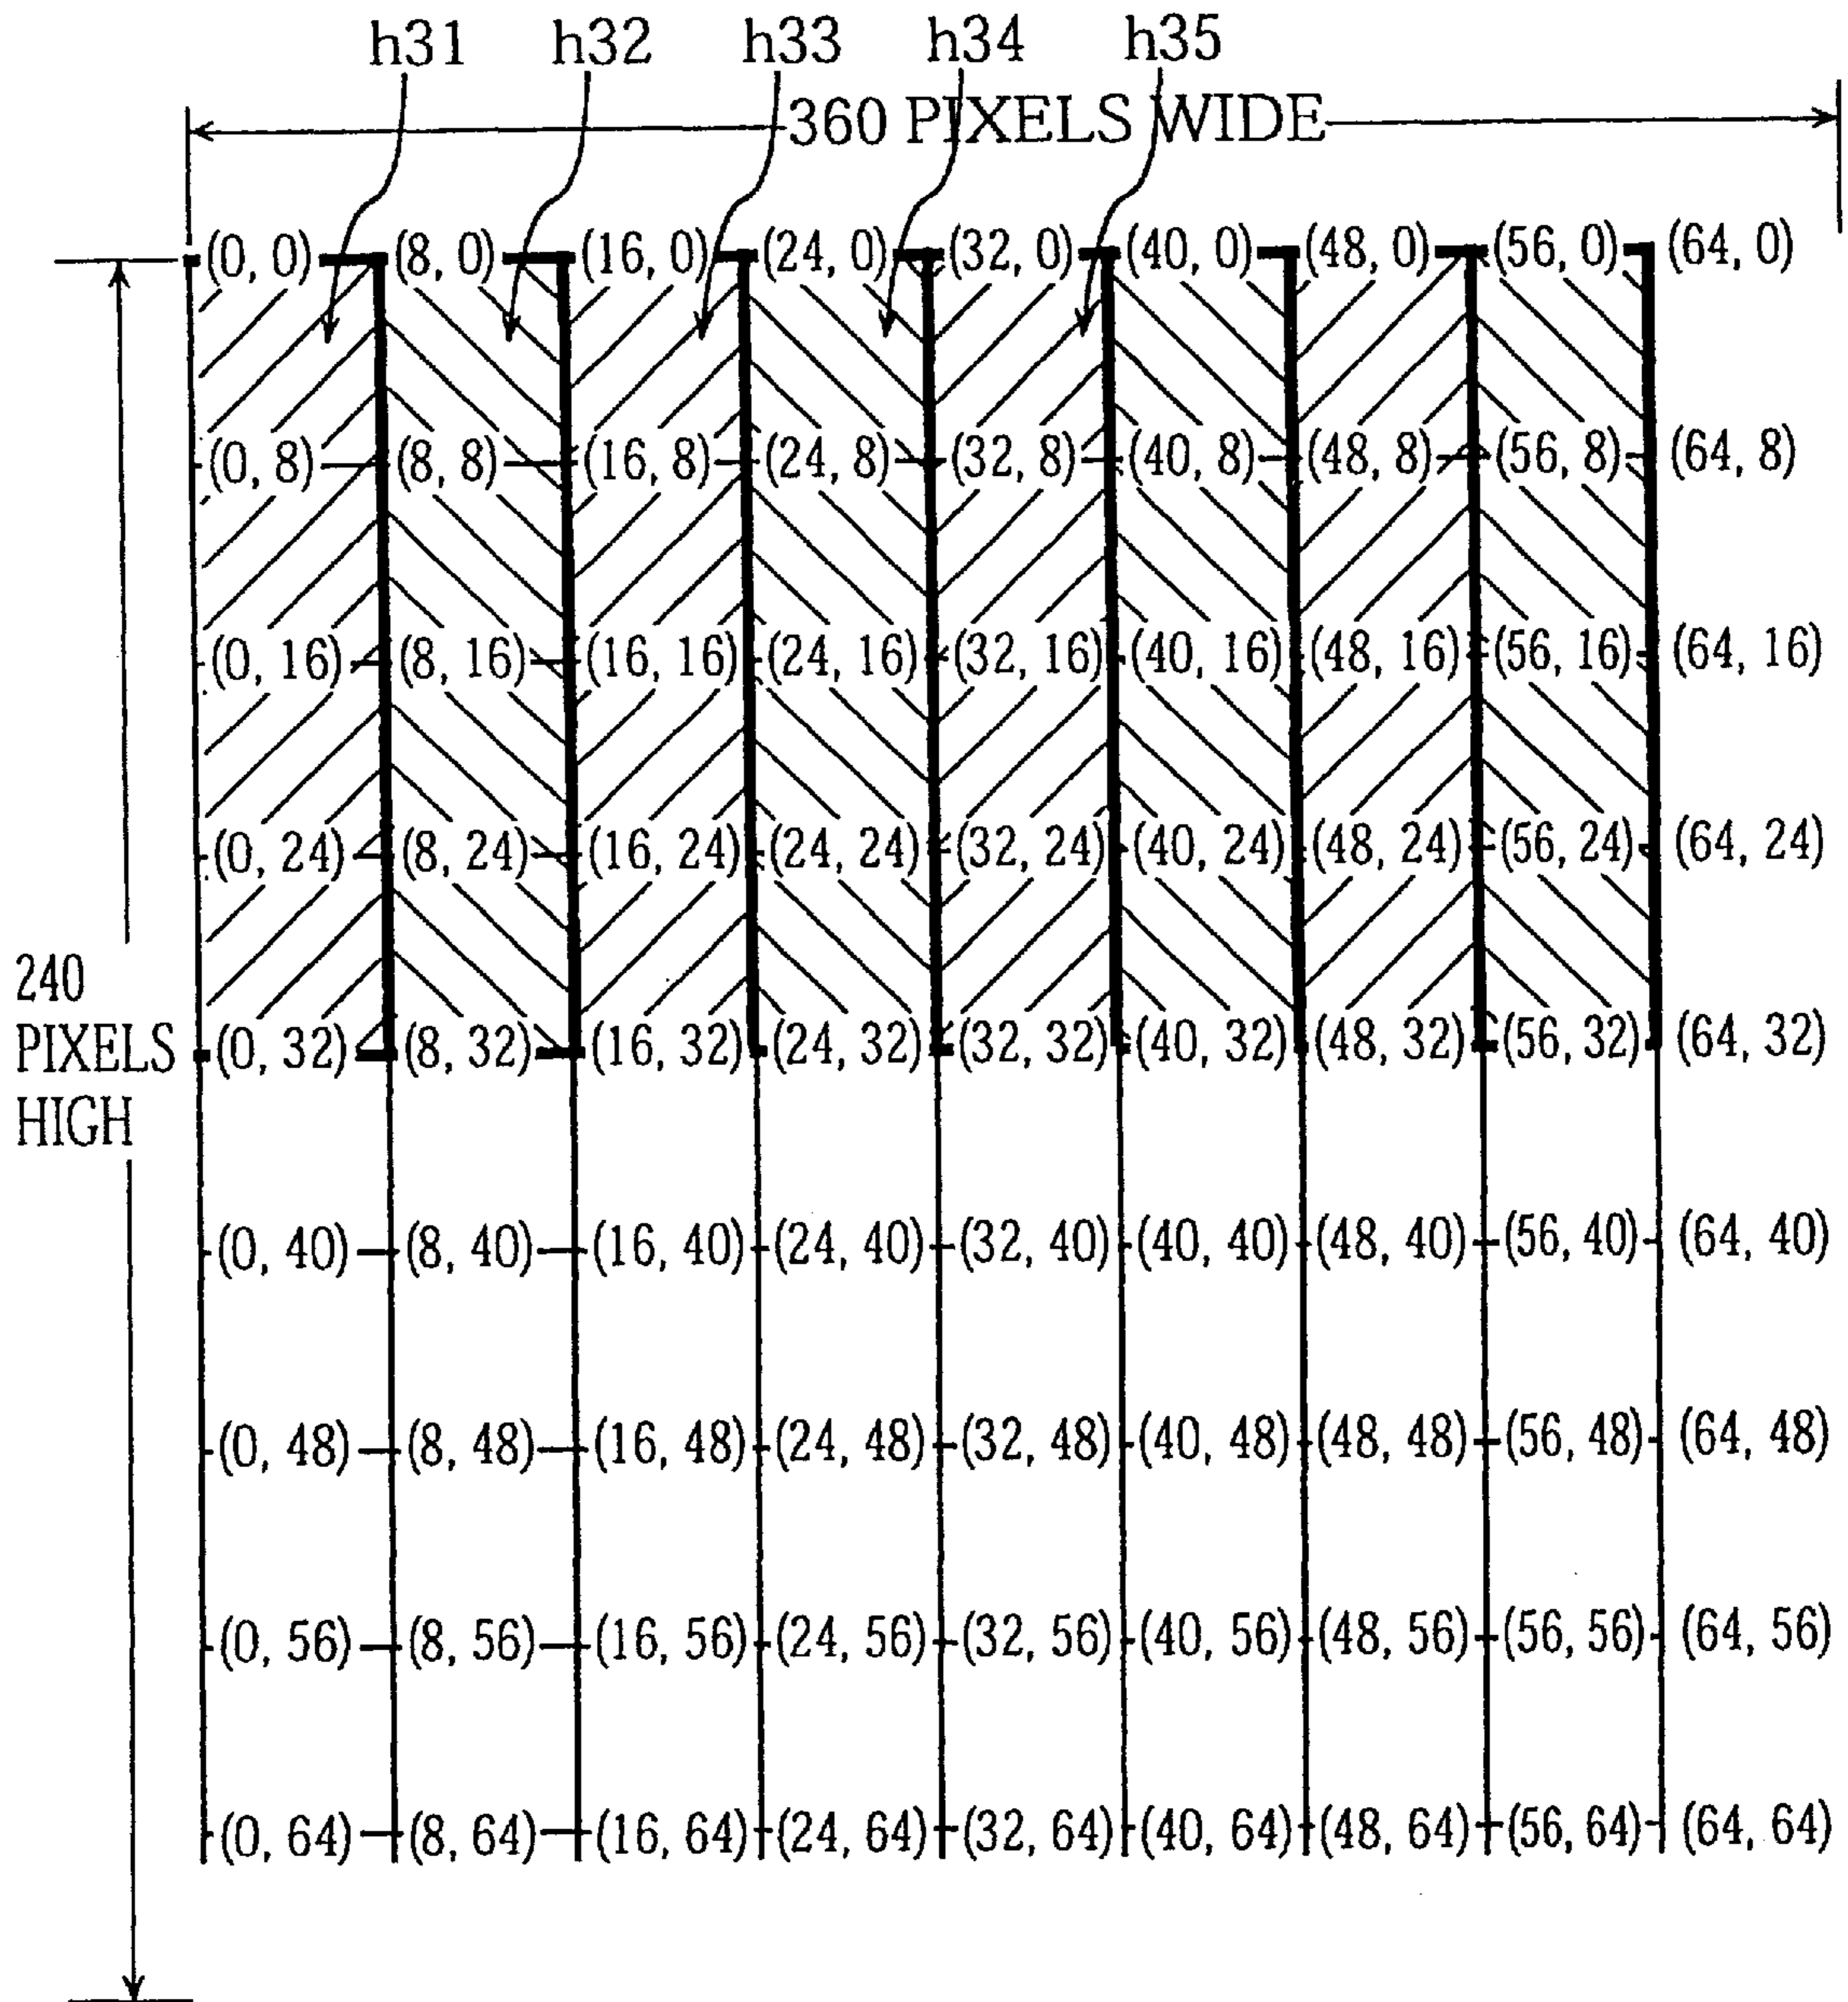 h31 h32 h33 h34 h35
360 PIXELS WIDE
(0, 0) (8, 0) (16, 0) (24, 0) (32, 0) (40, 0) (48, 0) (56, 0) (64, 0)
(0, 8) (8, 8) (16, 8) (24, 8) (32, 8) (40, 8) (48, 8) (56, 8) (64, 8)
(0, 16) (8, 16) (16, 16) (24, 16) (32, 16) (40, 16) (48, 16) (56, 16) (64, 16)
(0, 24) (8, 24) (16, 24) (24, 24) (32, 24) (40, 24) (48, 24) (56, 24) (64, 24)
240
PIXELS
HIGH
(0, 32) (8, 32) (16, 32) (24, 32) (32, 32) (40, 32) (48, 32) (56, 32) (64, 32)
(0, 40) (8, 40) (16, 40) (24, 40) (32, 40) (40, 40) (48, 40) (56, 40) (64, 40)
(0, 48) (8, 48) (16, 48) (24, 48) (32, 48) (40, 48) (48, 48) (56, 48) (64, 48)
(0, 56) (8, 56) (16, 56) (24, 56) (32, 56) (40, 56) (48, 56) (56, 56) (64, 56)
(0, 64) (8, 64) (16, 64) (24, 64) (32, 64) (40, 64) (48, 64) (56, 64) (64, 64)